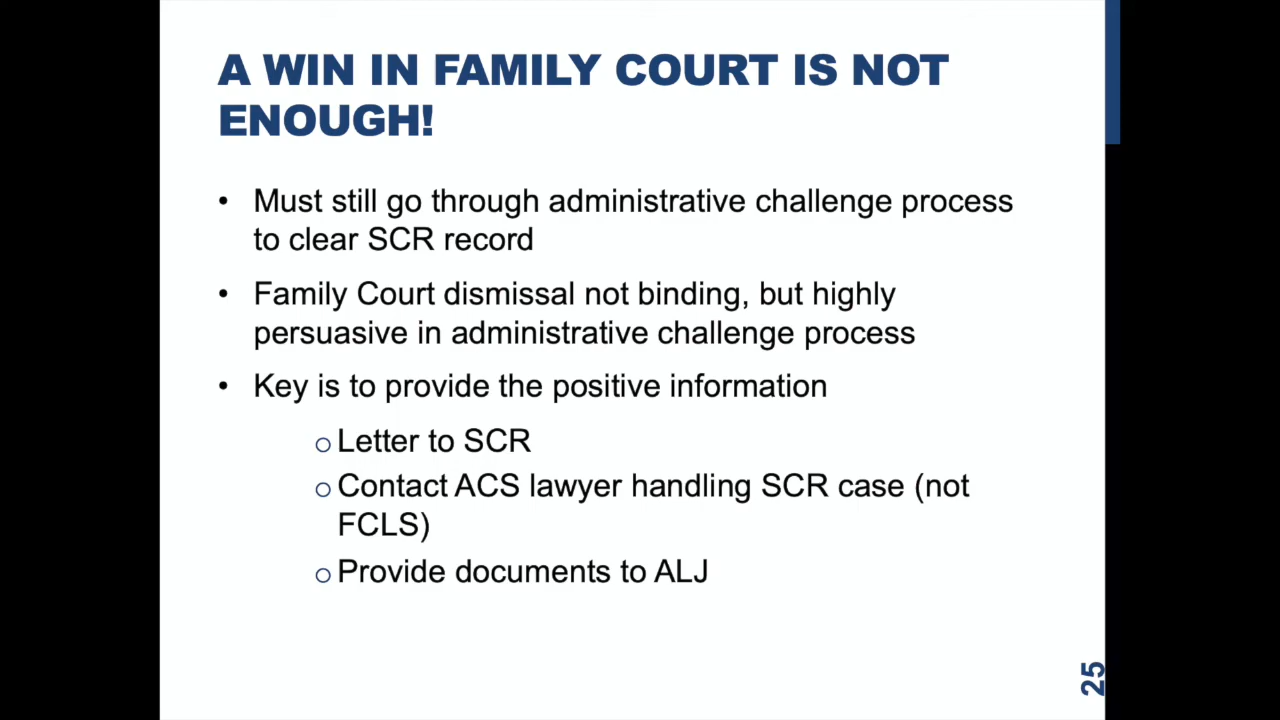 A WIN IN FAMILY COURT IS NOT
ENOUGH!
• Must still go through administrative challenge process
to clear SCR record
• Family Court dismissal not binding, but highly
persuasive in administrative challenge process
• Key is to provide the positive information
o Letter to SCR
o Contact ACS lawyer handling SCR case (not
FCLS)
o Provide documents to ALJ
25